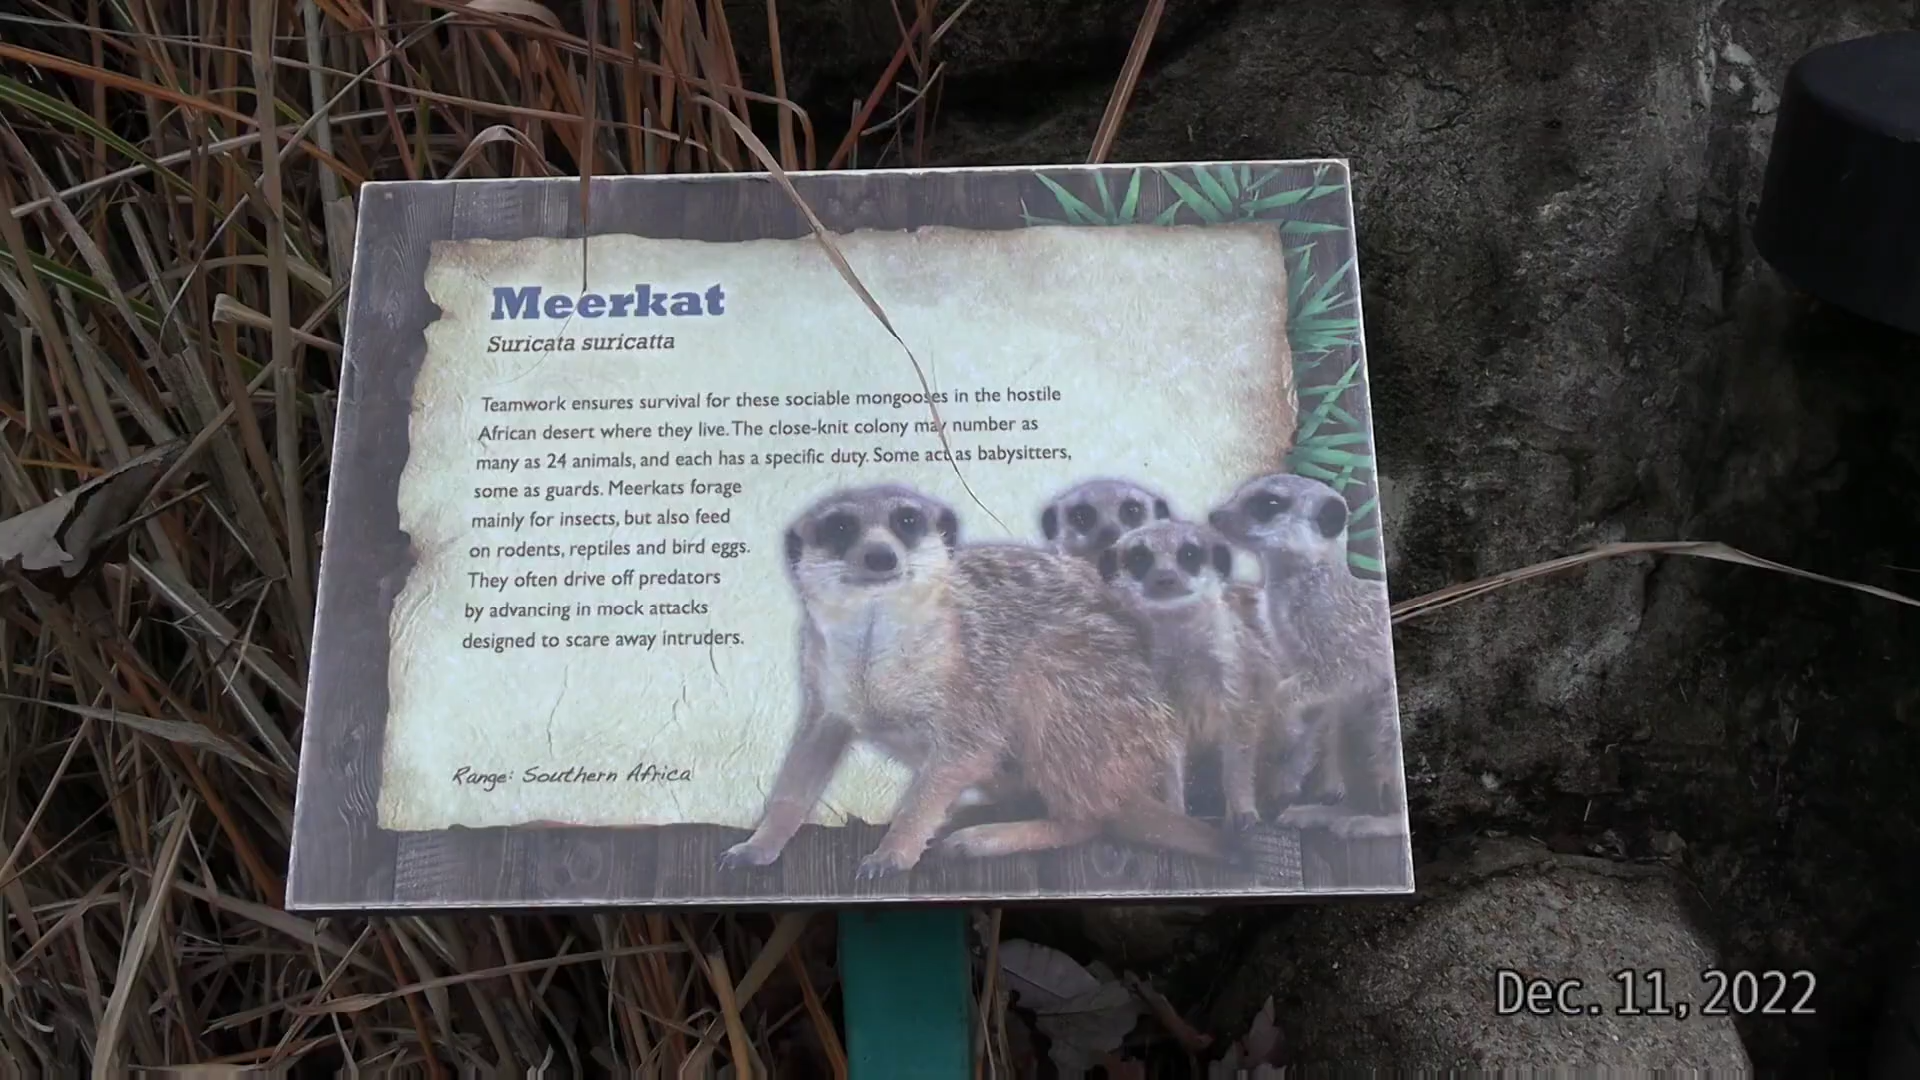 Meerkat
Suricata suricatta
Teamwork ensures survival for these sociable mongooses in the hostile
African desert where they live. The close-knit colony may number as
many as 24 animals, and each has a specific duty. Some act as babysitters,
some as guards. Meerkats forage
mainly for insects, but also feed
on rodents, reptiles and bird eggs.
They often drive off predators
by advancing in mock attacks
designed to scare away intruders.
Range: Southern Africa
Dec. 11, 2022